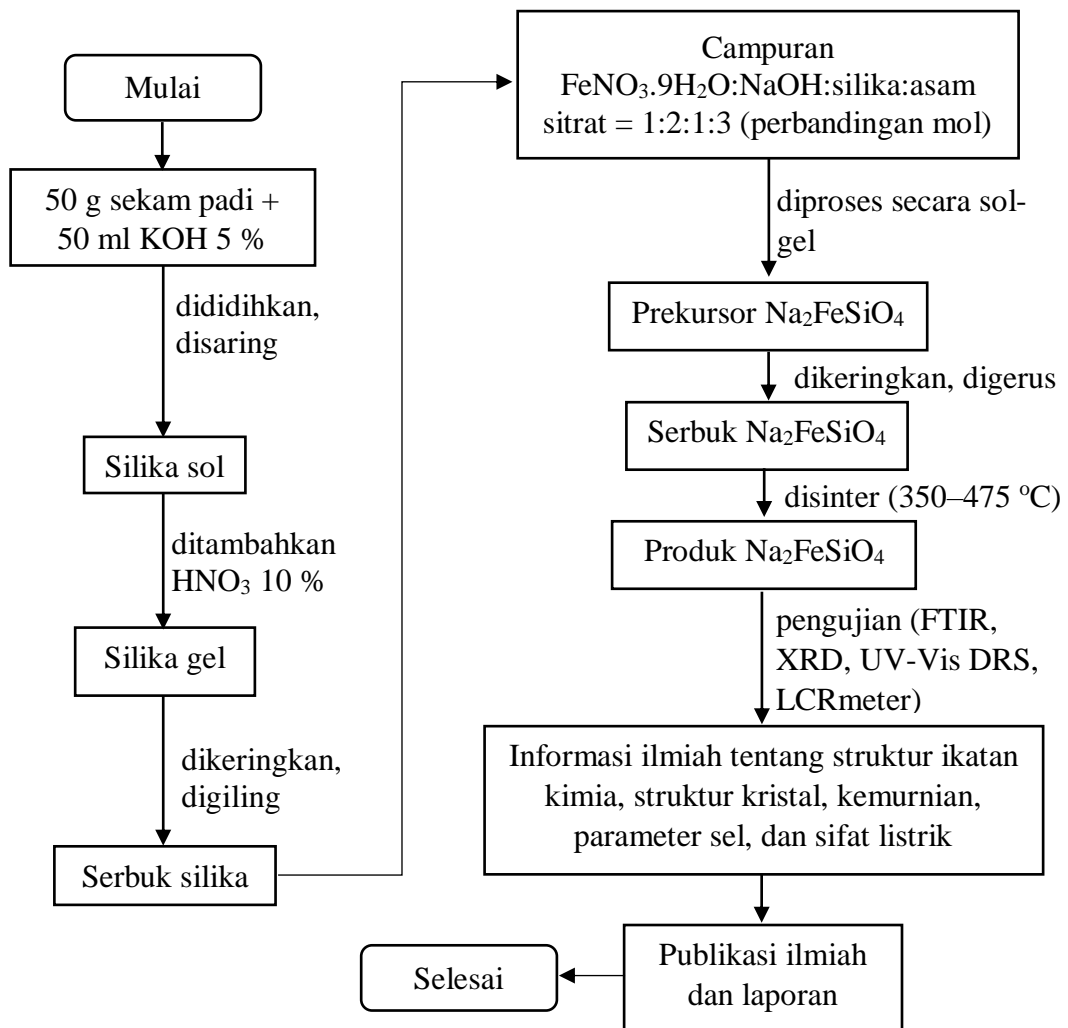 Mulai
50 g sekam padi +
50 ml KOH 5 %
dididihkan,
disaring
Silika sol
ditambahkan
HNO₃ 10 %
Silika gel
dikeringkan,
digiling
Serbuk silika
Campuran
FeNO₃.9H₂O:NaOH:silika:asam
sitrat = 1:2:1:3 (perbandingan mol)
diproses secara sol-
gel
Prekursor Na₂FeSiO₄
dikeringkan, digerus
Serbuk Na₂FeSiO₄
disinter (350–475 ºC)
Produk Na₂FeSiO₄
pengujian (FTIR,
XRD, UV-Vis DRS,
LCRmeter)
Informasi ilmiah tentang struktur ikatan
kimia, struktur kristal, kemurnian,
parameter sel, dan sifat listrik
Publikasi ilmiah
dan laporan
Selesai